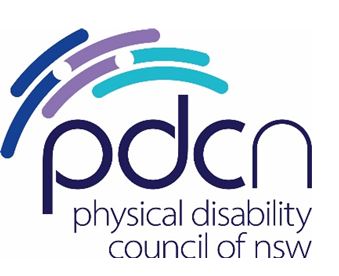 pdcn
physical disability
council of nsw